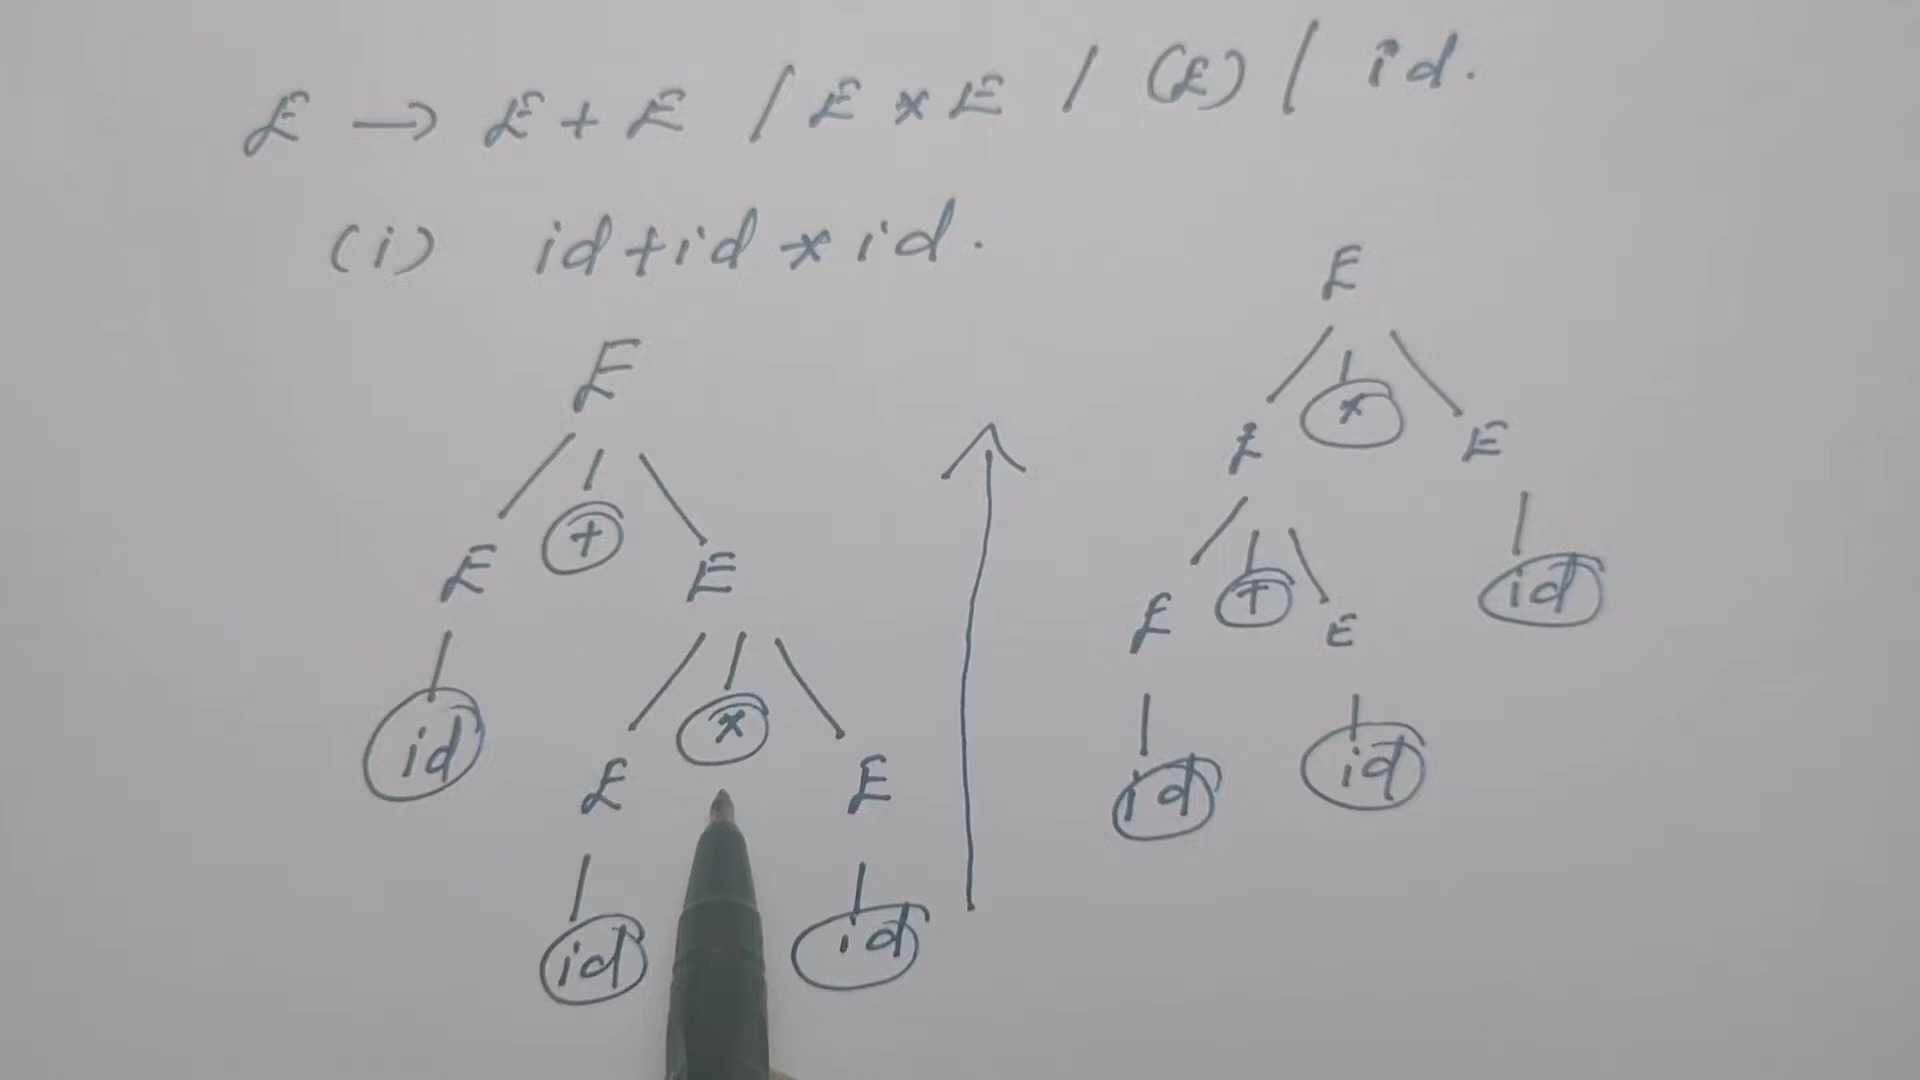 E → E + E / E * E / (E) / id.
(i) id + id * id.
E
E + E
id E * E
id id
E
E * E
E + E id
id id